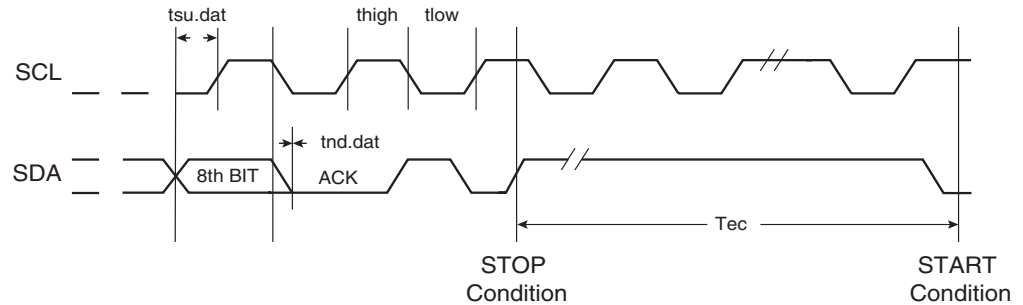 tsu.dat
thigh
tlow
SCL
tnd.dat
SDA
8th BIT
ACK
Tec
STOP
Condition
START
Condition